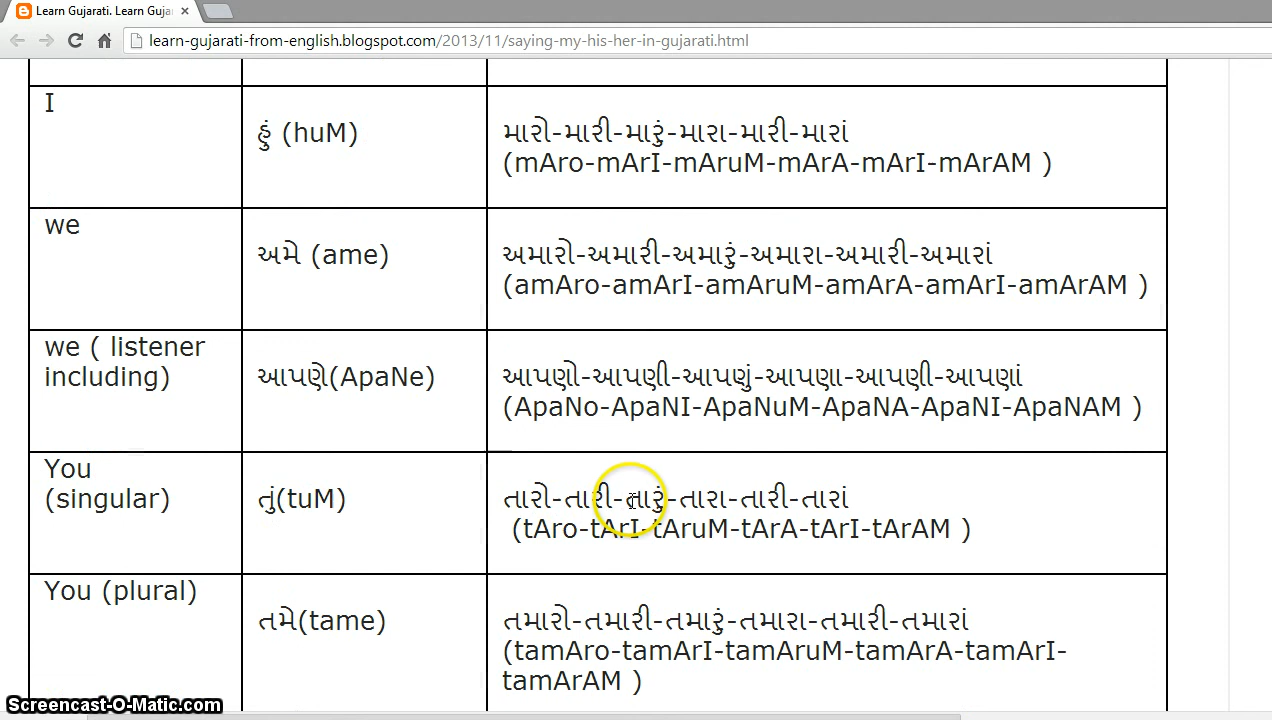 Learn Gujarati. Learn Guja
learn-gujarati-from-english.blogspot.com/2013/11/saying-my-his-her-in-gujarati.html
I
હું (huM)
મારો-મારી-મારું-મારા-મારી-મારાં
(mAro-mArI-mAruM-mArA-mArI-mArAM )
we
અમે (ame)
અમારો-અમારી-અમારું-અમારા-અમારી-અમારાં
(amAro-amArI-amAruM-amArA-amArI-amArAM )
we ( listener
including)
આપણે(ApaNe)
આપણો-આપણી-આપણું-આપણા-આપણી-આપણાં
(ApaNo-ApaNI-ApaNuM-ApaNA-ApaNI-ApaNAM )
You
(singular)
તું(tuM)
તારો-તારી-તારું-તારા-તારી-તારાં
(tAro-tArI-tAruM-tArA-tArI-tArAM )
You (plural)
તમે(tame)
તમારો-તમારી-તમારું-તમારા-તમારી-તમારાં
(tamAro-tamArI-tamAruM-tamArA-tamArI-
tamArAM )
Screencast-O-Matic.com